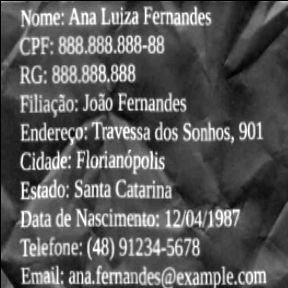 Nome: Ana Luiza Fernandes
CPF: 888.888.888-88
RG: 888.888.888
Filiação: João Fernandes
Endereço: Travessa dos Sonhos, 901
Cidade: Florianópolis
Estado: Santa Catarina
Data de Nascimento: 12/04/1987
Telefone: (48) 91234-5678
Email: ana.fernandes@example.com